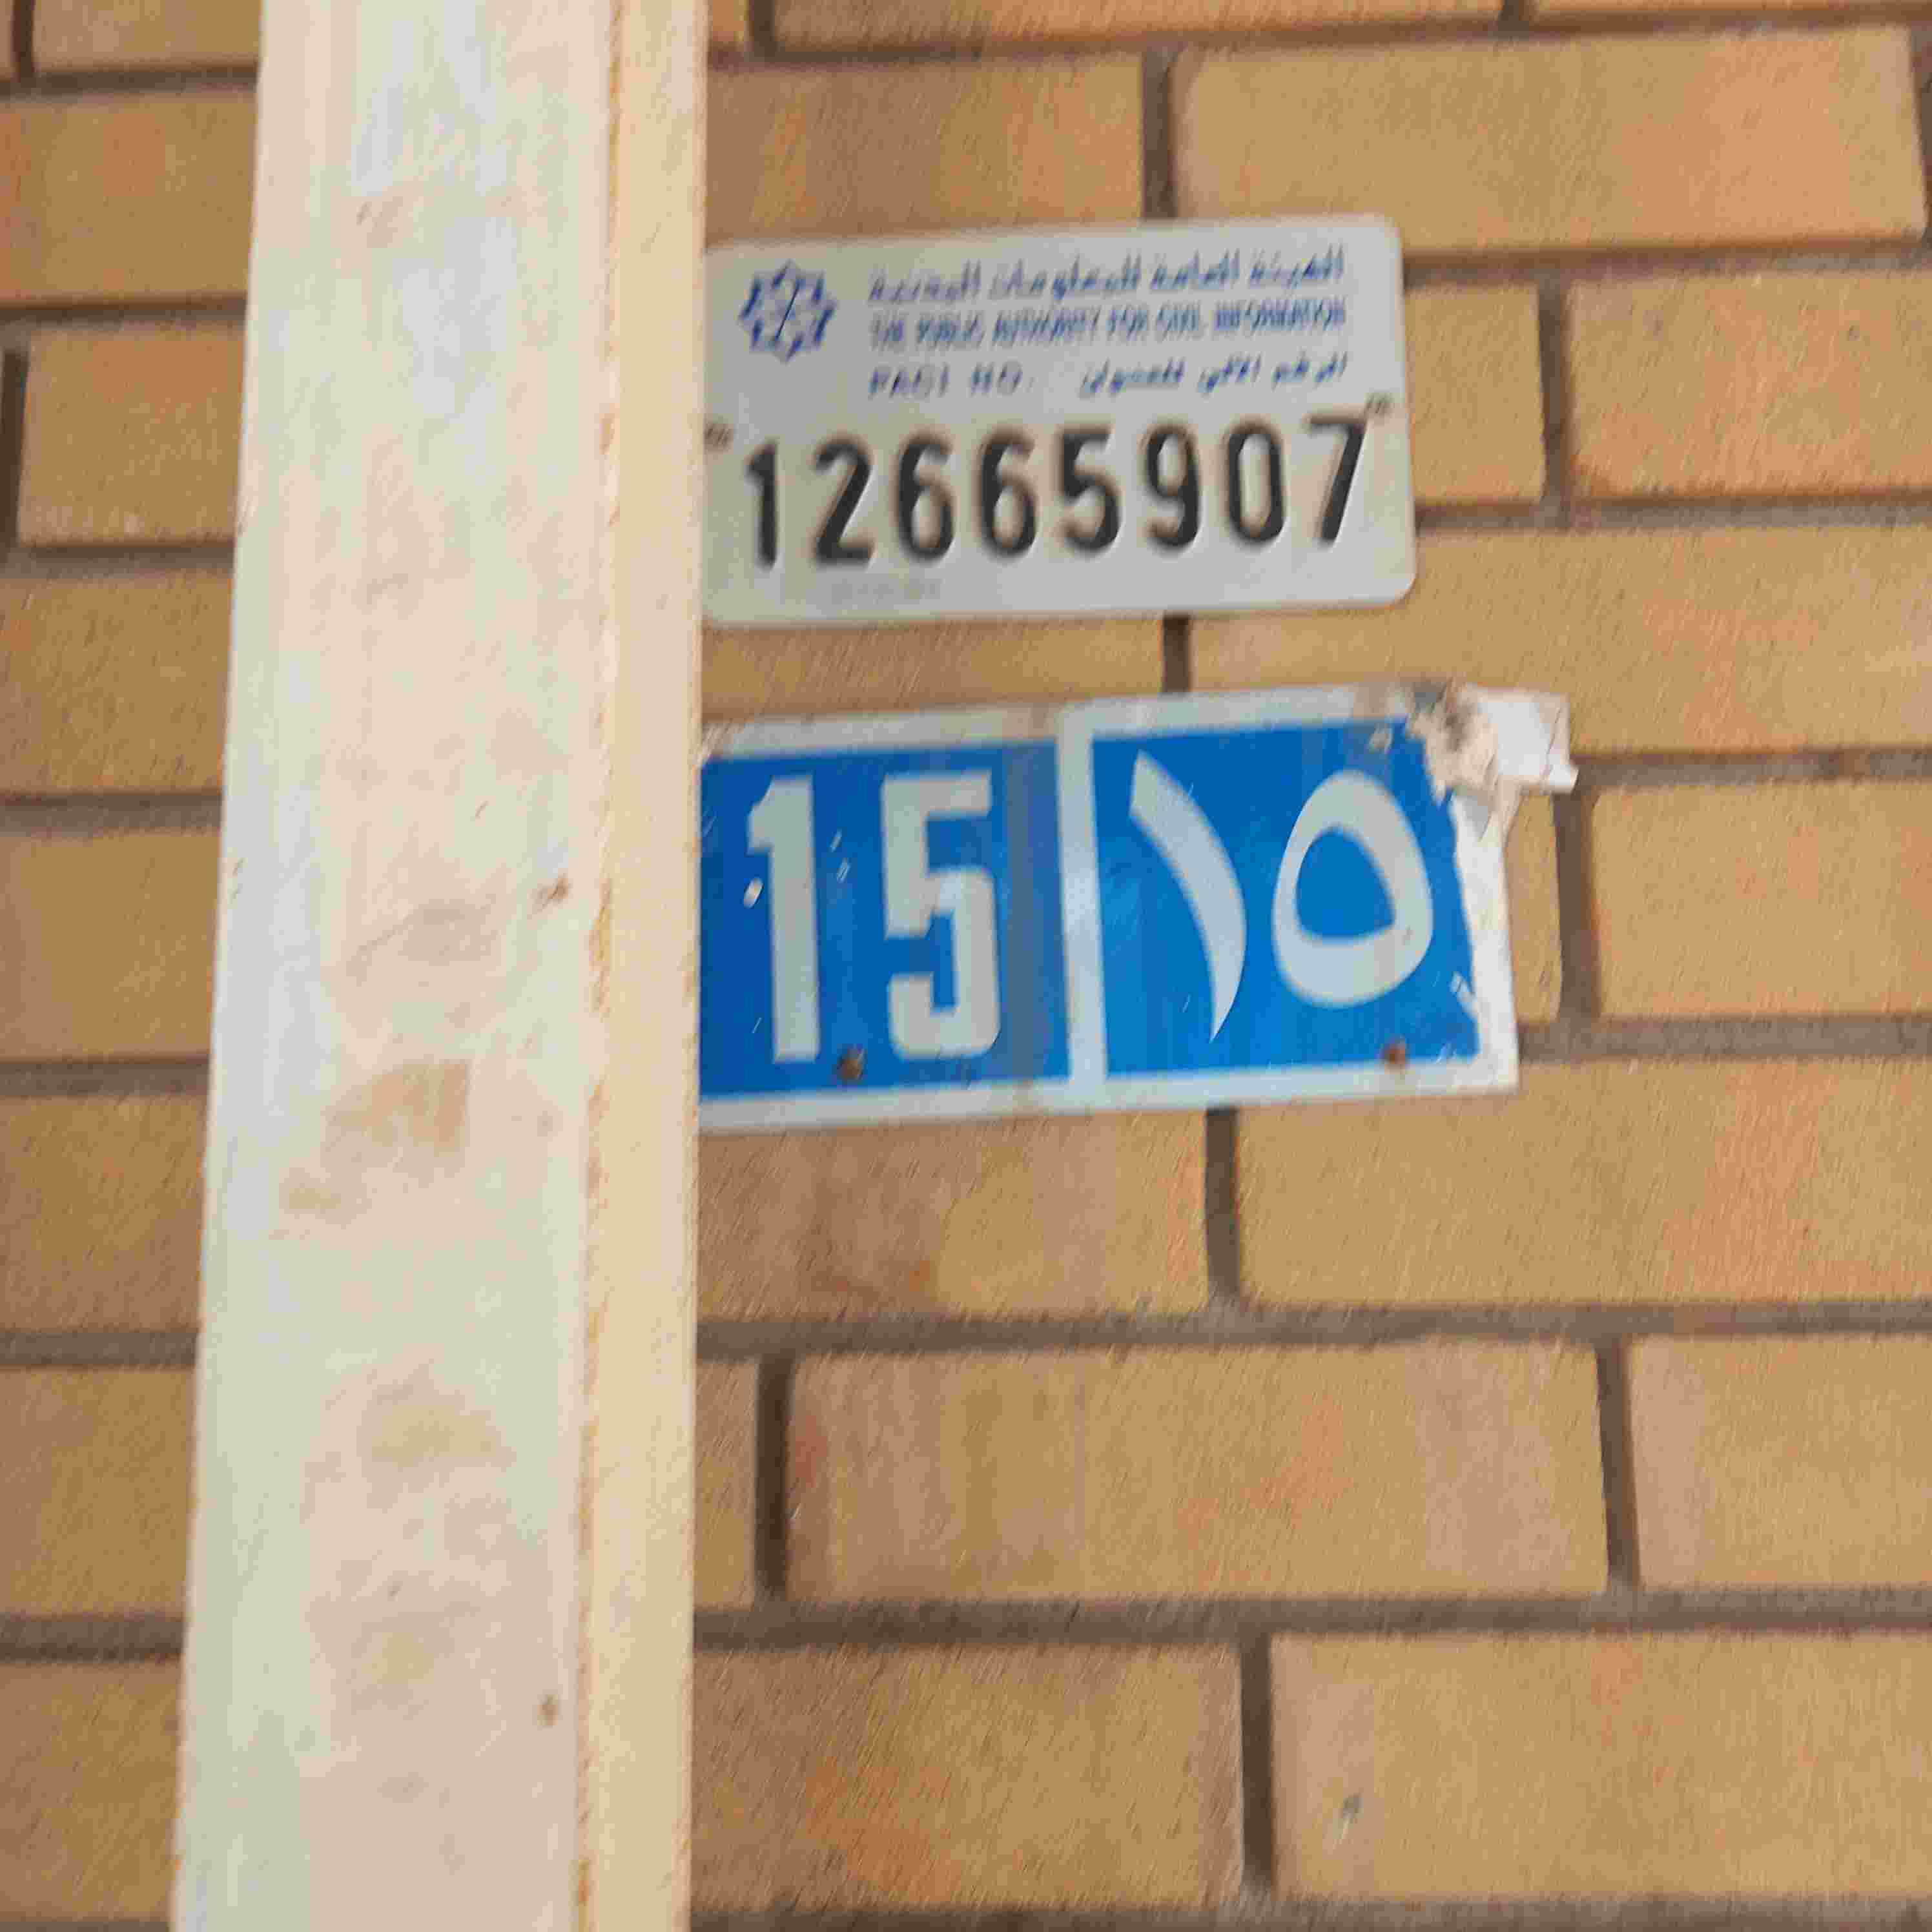 الهيئة العامة للمعلومات المدنية
THE PUBLIC AUTHORITY FOR CIVIL INFORMATION
PACI NO. الرقم الآلي للعنوان
12665907
15 ١٥